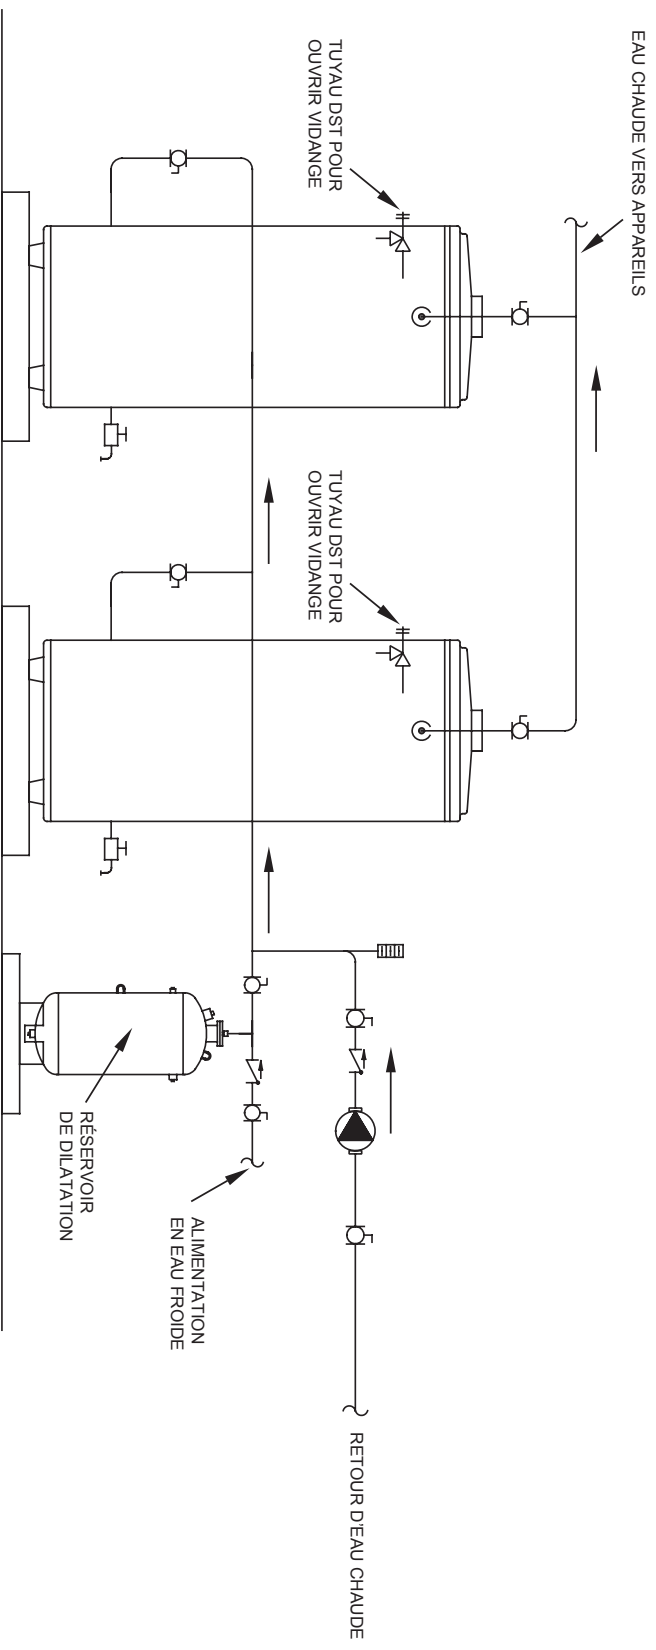 EAU CHAUDE VERS APPAREILS
TUYAU DST POUR
OUVRIR VIDANGE
TUYAU DST POUR
OUVRIR VIDANGE
RETOUR D'EAU CHAUDE
ALIMENTATION
EN EAU FROIDE
RÉSERVOIR
DE DILATATION